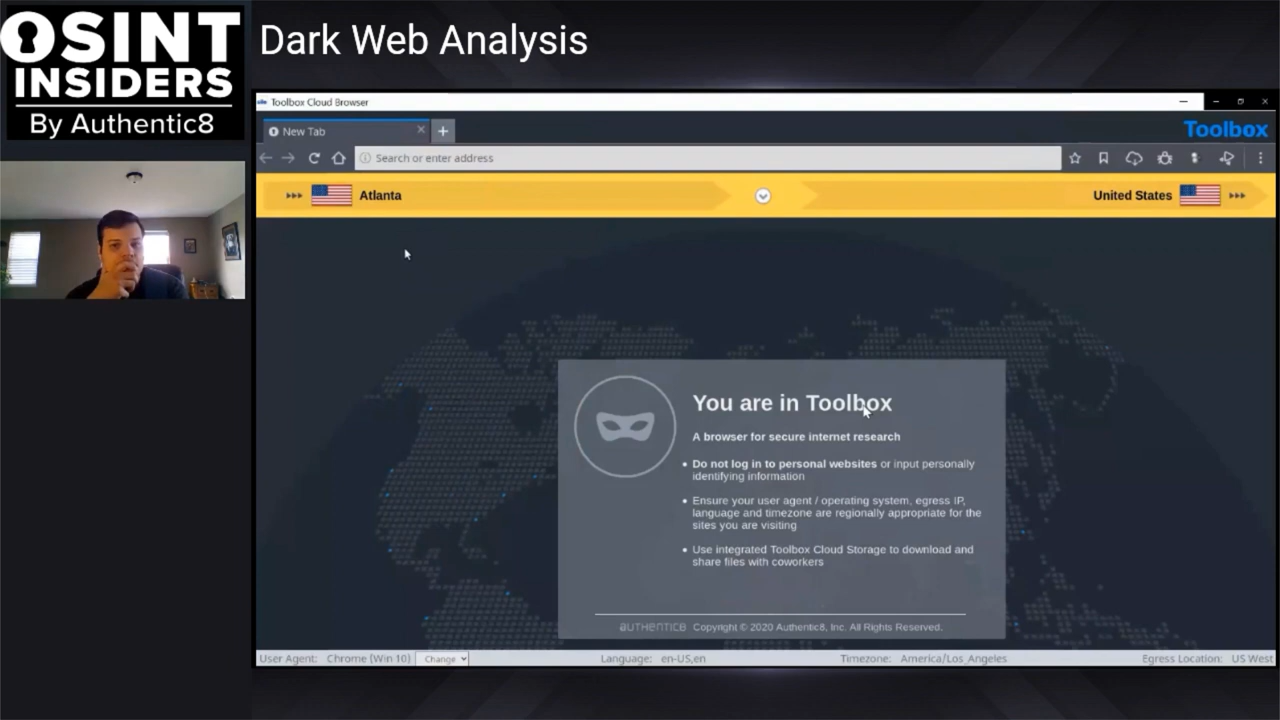 OSINT
INSIDERS
By Authentic8
Dark Web Analysis
Toolbox Cloud Browser
New Tab
Toolbox
Search or enter address
Atlanta
United States
You are in Toolbox
A browser for secure internet research
Do not log in to personal websites or input personally
identifying information
Ensure your user agent / operating system, egress IP,
language and timezone are regionally appropriate for the
sites you are visiting
Use integrated Toolbox Cloud Storage to download and
share files with coworkers
AUTHENTIC8 Copyright © 2020 Authentic8, Inc. All Rights Reserved.
User Agent: Chrome (Win 10) Change Language: en-US,en Timezone: America/Los_Angeles Egress Location: US West